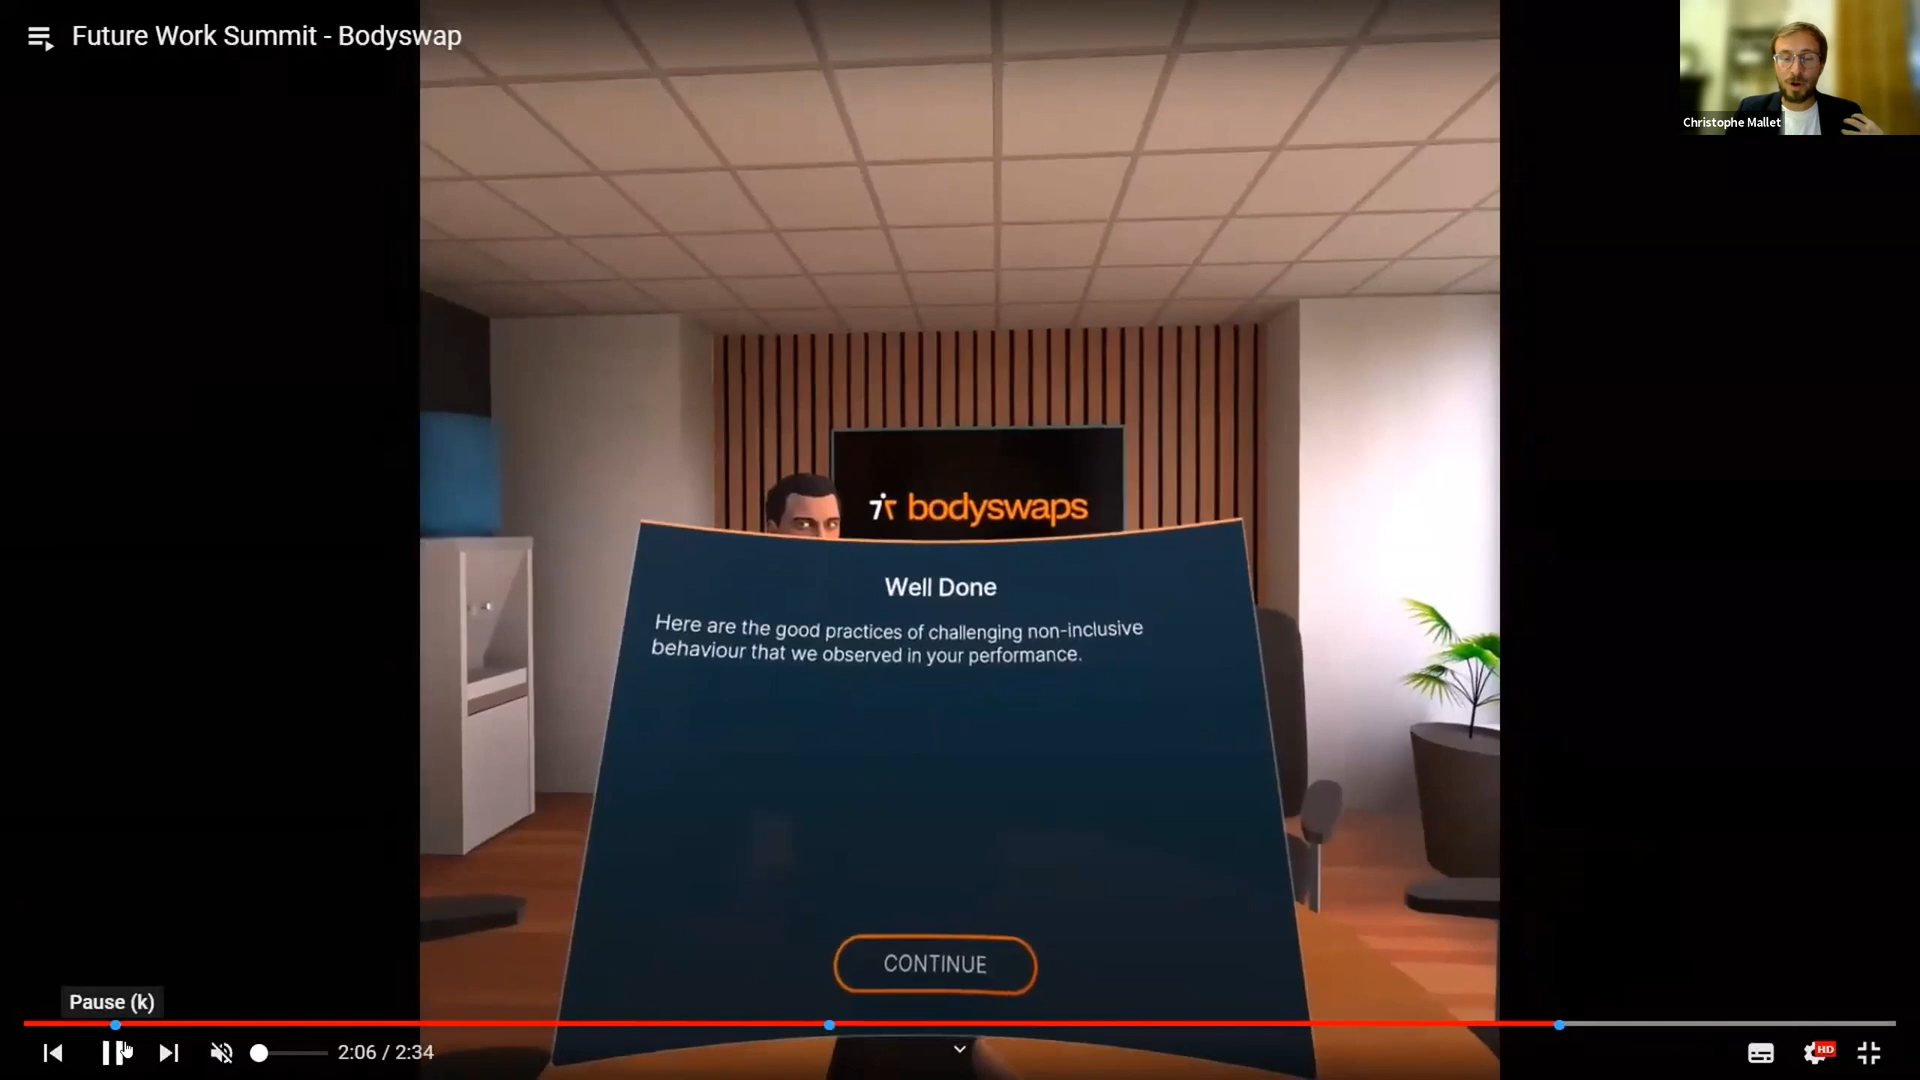 Future Work Summit - Bodyswap
Christophe Mallet
bodyswaps
Well Done
Here are the good practices of challenging non-inclusive
behaviour that we observed in your performance.
CONTINUE
Pause (k)
2:06 / 2:34
HD